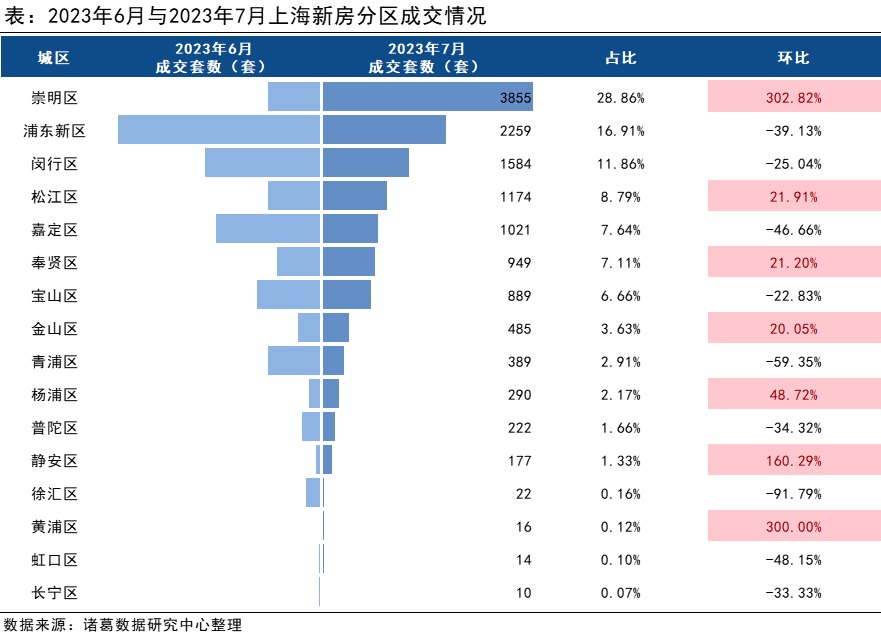 表：2023年6月与2023年7月上海新房分区成交情况
城区 2023年6月 成交套数（套） 2023年7月 成交套数（套） 占比 环比
崇明区 3855 28.86% 302.82%
浦东新区 2259 16.91% -39.13%
闵行区 1584 11.86% -25.04%
松江区 1174 8.79% 21.91%
嘉定区 1021 7.64% -46.66%
奉贤区 949 7.11% 21.20%
宝山区 889 6.66% -22.83%
金山区 485 3.63% 20.05%
青浦区 389 2.91% -59.35%
杨浦区 290 2.17% 48.72%
普陀区 222 1.66% -34.32%
静安区 177 1.33% 160.29%
徐汇区 22 0.16% -91.79%
黄浦区 16 0.12% 300.00%
虹口区 14 0.10% -48.15%
长宁区 10 0.07% -33.33%
数据来源：诸葛数据研究中心整理